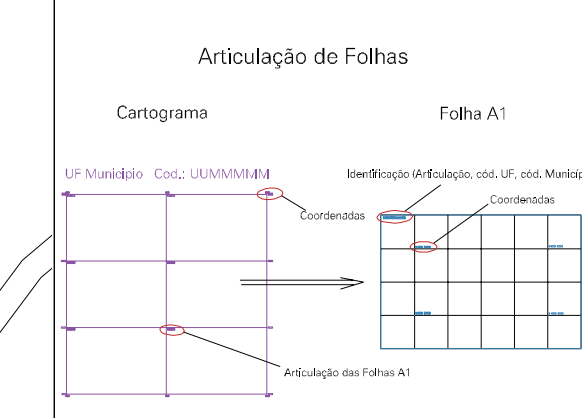 Articulação de Folhas
Cartograma
Folha A1
UF Municipio Cod.: UUMMMMM
Identificação (Articulação, cód. UF, cód. Municíp
Coordenadas
Coordenadas
Articulação das Folhas A1